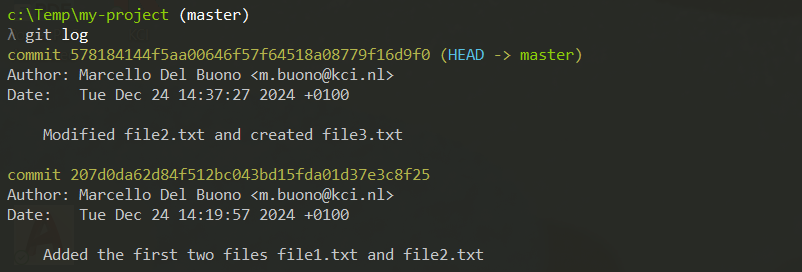 c:\Temp\my-project (master)
λ git log
commit 578184144f5aa00646f57f64518a08779f16d9f0 (HEAD -> master)
Author: Marcello Del Buono <m.buono@kci.nl>
Date:   Tue Dec 24 14:37:27 2024 +0100
    Modified file2.txt and created file3.txt
commit 207d0da62d84f512bc043bd15fda01d37e3c8f25
Author: Marcello Del Buono <m.buono@kci.nl>
Date:   Tue Dec 24 14:19:57 2024 +0100
    Added the first two files file1.txt and file2.txt